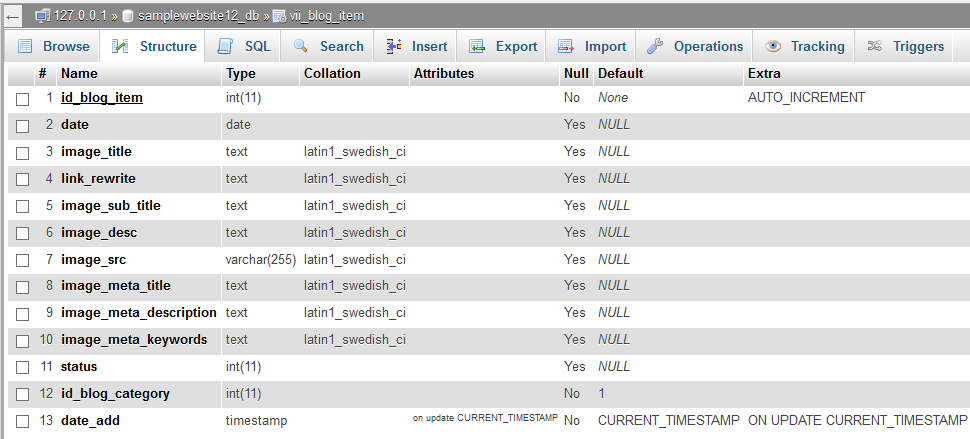 127.0.0.1 » samplewebsite12_db » vii_blog_item
Browse Structure SQL Search Insert Export Import Operations Tracking Triggers
# Name Type Collation Attributes Null Default Extra
1 id_blog_item int(11) No None AUTO_INCREMENT
2 date date Yes NULL
3 image_title text latin1_swedish_ci Yes NULL
4 link_rewrite text latin1_swedish_ci Yes NULL
5 image_sub_title text latin1_swedish_ci Yes NULL
6 image_desc text latin1_swedish_ci Yes NULL
7 image_src varchar(255) latin1_swedish_ci Yes NULL
8 image_meta_title text latin1_swedish_ci Yes NULL
9 image_meta_description text latin1_swedish_ci Yes NULL
10 image_meta_keywords text latin1_swedish_ci Yes NULL
11 status int(11) Yes NULL
12 id_blog_category int(11) No 1
13 date_add timestamp on update CURRENT_TIMESTAMP No CURRENT_TIMESTAMP ON UPDATE CURRENT_TIMESTAMP